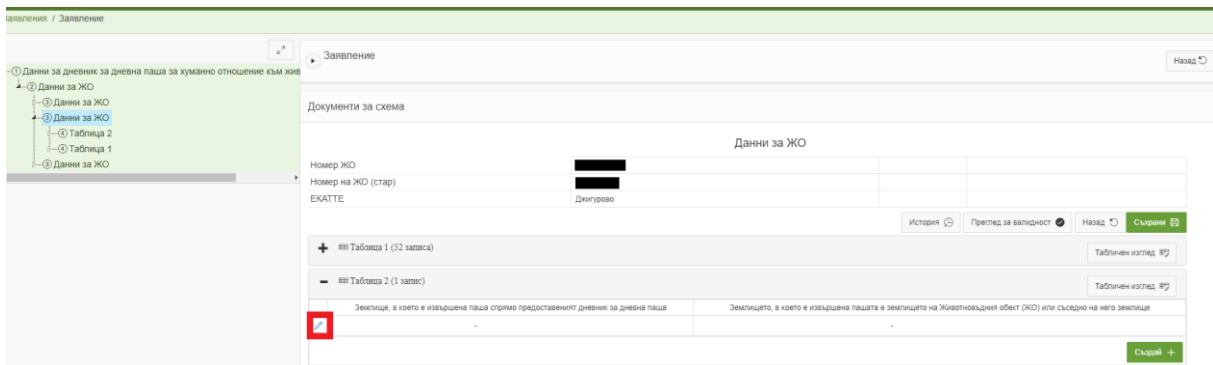 Заявления / Заявление
① Данни за дневник за дневна паша за хуманно отношение към жив
② Данни за ЖО
③ Данни за ЖО
③ Данни за ЖО
④ Таблица 2
④ Таблица 1
③ Данни за ЖО
Заявление
Назад
Документи за схема
Данни за ЖО
Номер ЖО
Номер на ЖО (стар)
ЕКАТТЕ Джигурово
История Преглед за валидност Назад Съхрани
Таблица 1 (52 записа) Табличен изглед
Таблица 2 (1 запис) Табличен изглед
Землище, в което е извършена паша спрямо предоставеният дневник за дневна паша Землището, в което е извършена пашата е землището на Животновъдния обект (ЖО) или съседно на него землище
- -
Създай +